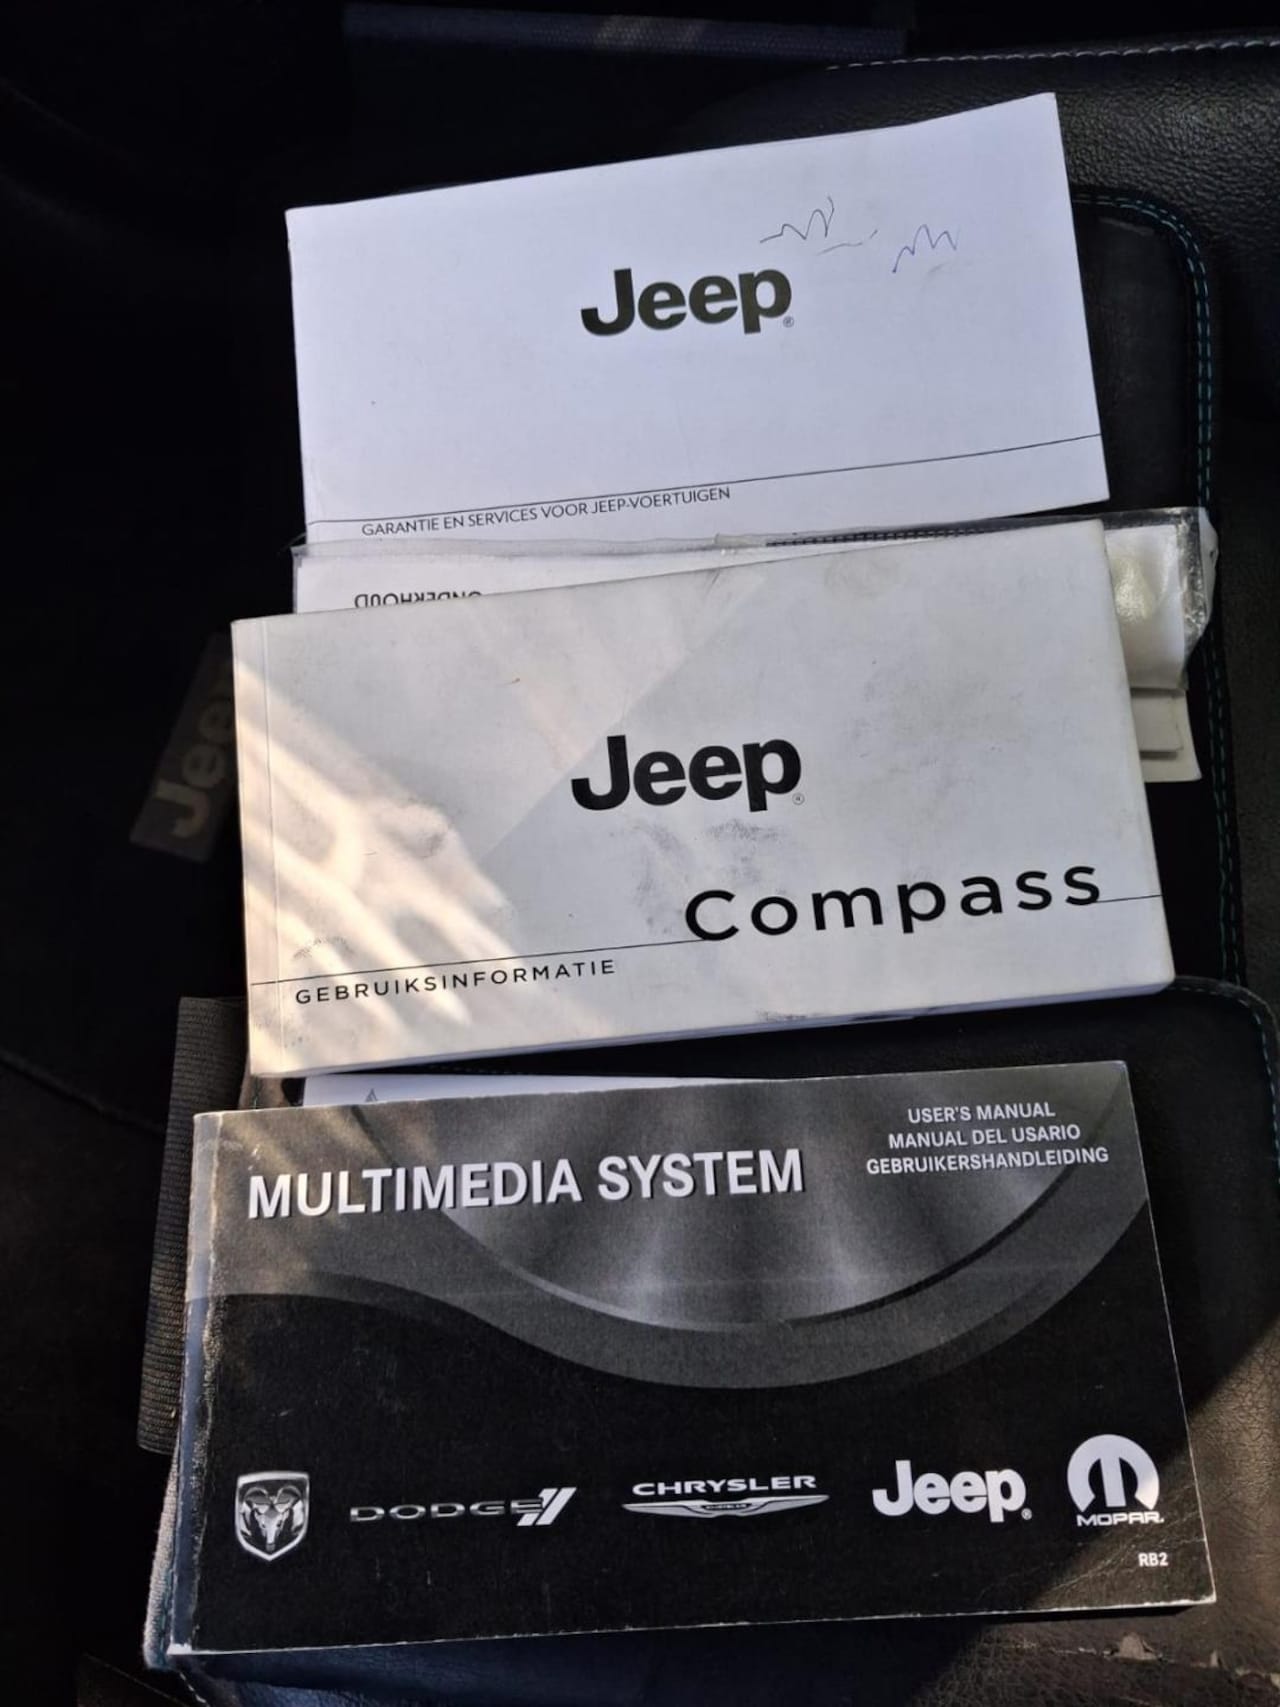 Jeep®
GARANTIE EN SERVICES VOOR JEEP-VOERTUIGEN
ONDERHOUD
Jeep
Jeep®
Compass
GEBRUIKSINFORMATIE
USER'S MANUAL
MANUAL DEL USARIO
GEBRUIKERSHANDLEIDING
MULTIMEDIA SYSTEM
DODGE
CHRYSLER
Jeep®
MOPAR®
RB2